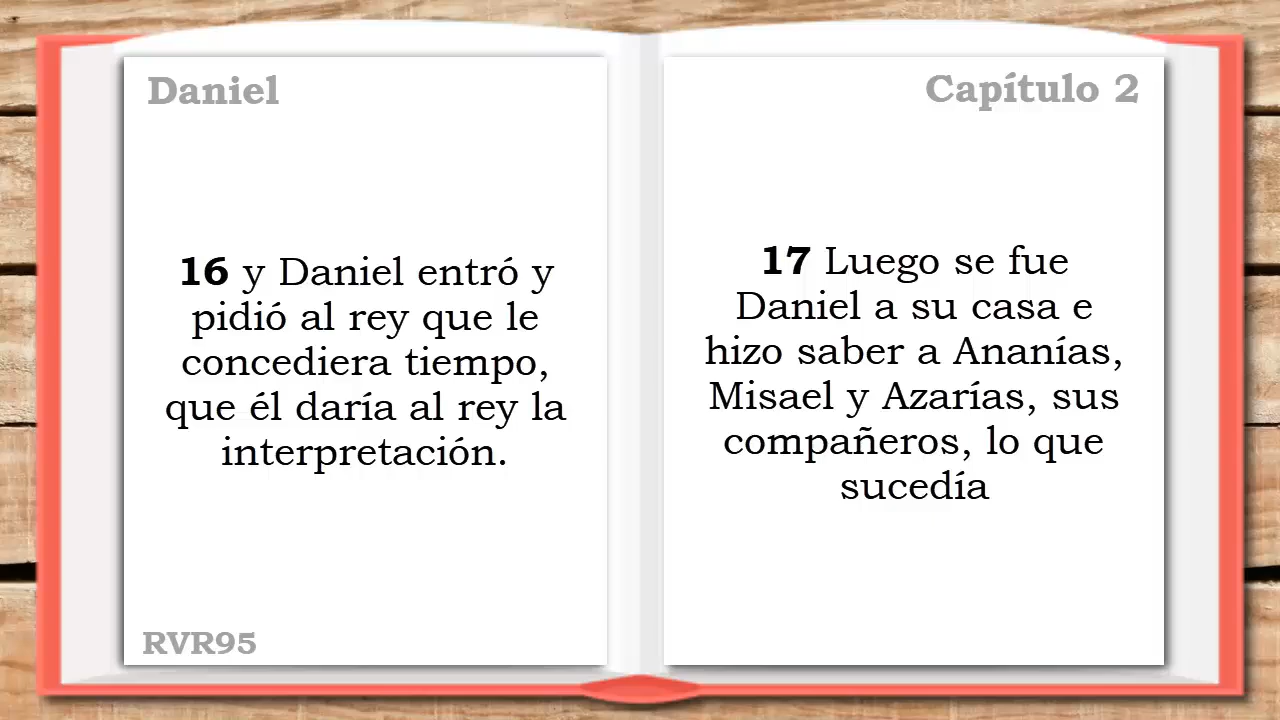 Daniel
16 y Daniel entró y
pidió al rey que le
concediera tiempo,
que él daría al rey la
interpretación.
RVR95
Capítulo 2
17 Luego se fue
Daniel a su casa e
hizo saber a Ananías,
Misael y Azarías, sus
compañeros, lo que
sucedía